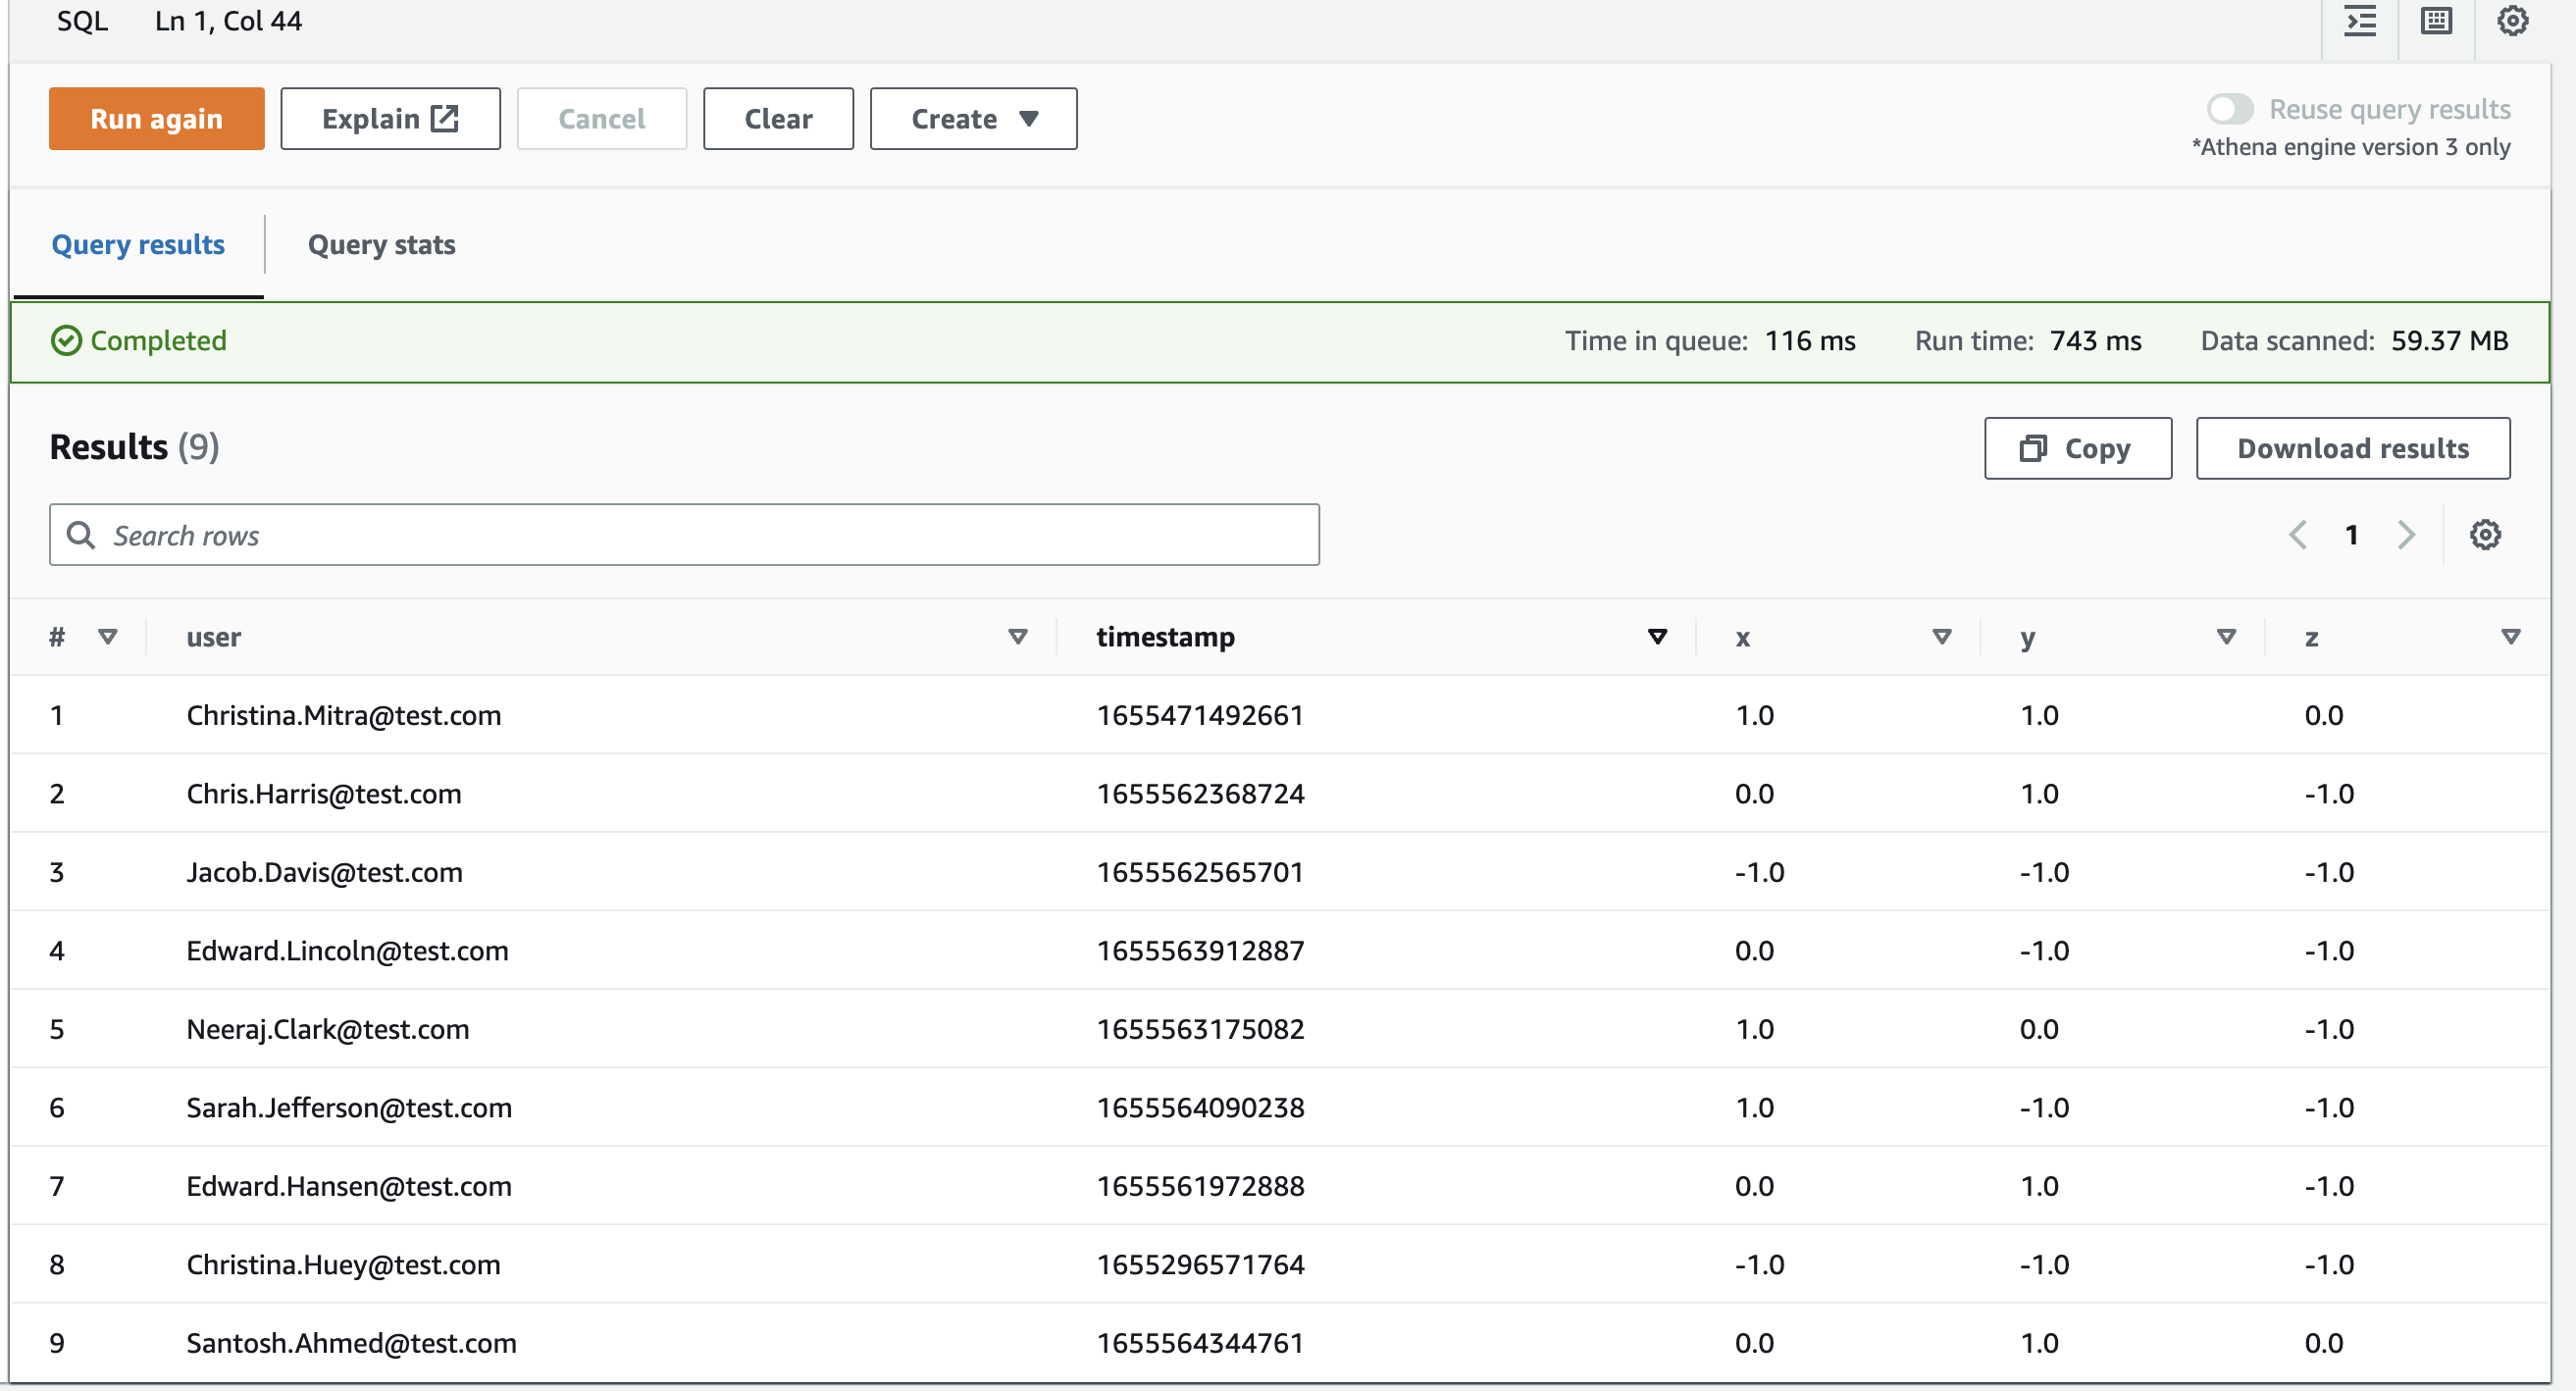 SQL Ln 1, Col 44
Run again Explain Cancel Clear Create Reuse query results
*Athena engine version 3 only
Query results Query stats
Completed Time in queue: 116 ms Run time: 743 ms Data scanned: 59.37 MB
Results (9) Copy Download results
Search rows 1
# user timestamp x y z
1 Christina.Mitra@test.com 1655471492661 1.0 1.0 0.0
2 Chris.Harris@test.com 1655562368724 0.0 1.0 -1.0
3 Jacob.Davis@test.com 1655562565701 -1.0 -1.0 -1.0
4 Edward.Lincoln@test.com 1655563912887 0.0 -1.0 -1.0
5 Neeraj.Clark@test.com 1655563175082 1.0 0.0 -1.0
6 Sarah.Jefferson@test.com 1655564090238 1.0 -1.0 -1.0
7 Edward.Hansen@test.com 1655561972888 0.0 1.0 -1.0
8 Christina.Huey@test.com 1655296571764 -1.0 -1.0 -1.0
9 Santosh.Ahmed@test.com 1655564344761 0.0 1.0 0.0